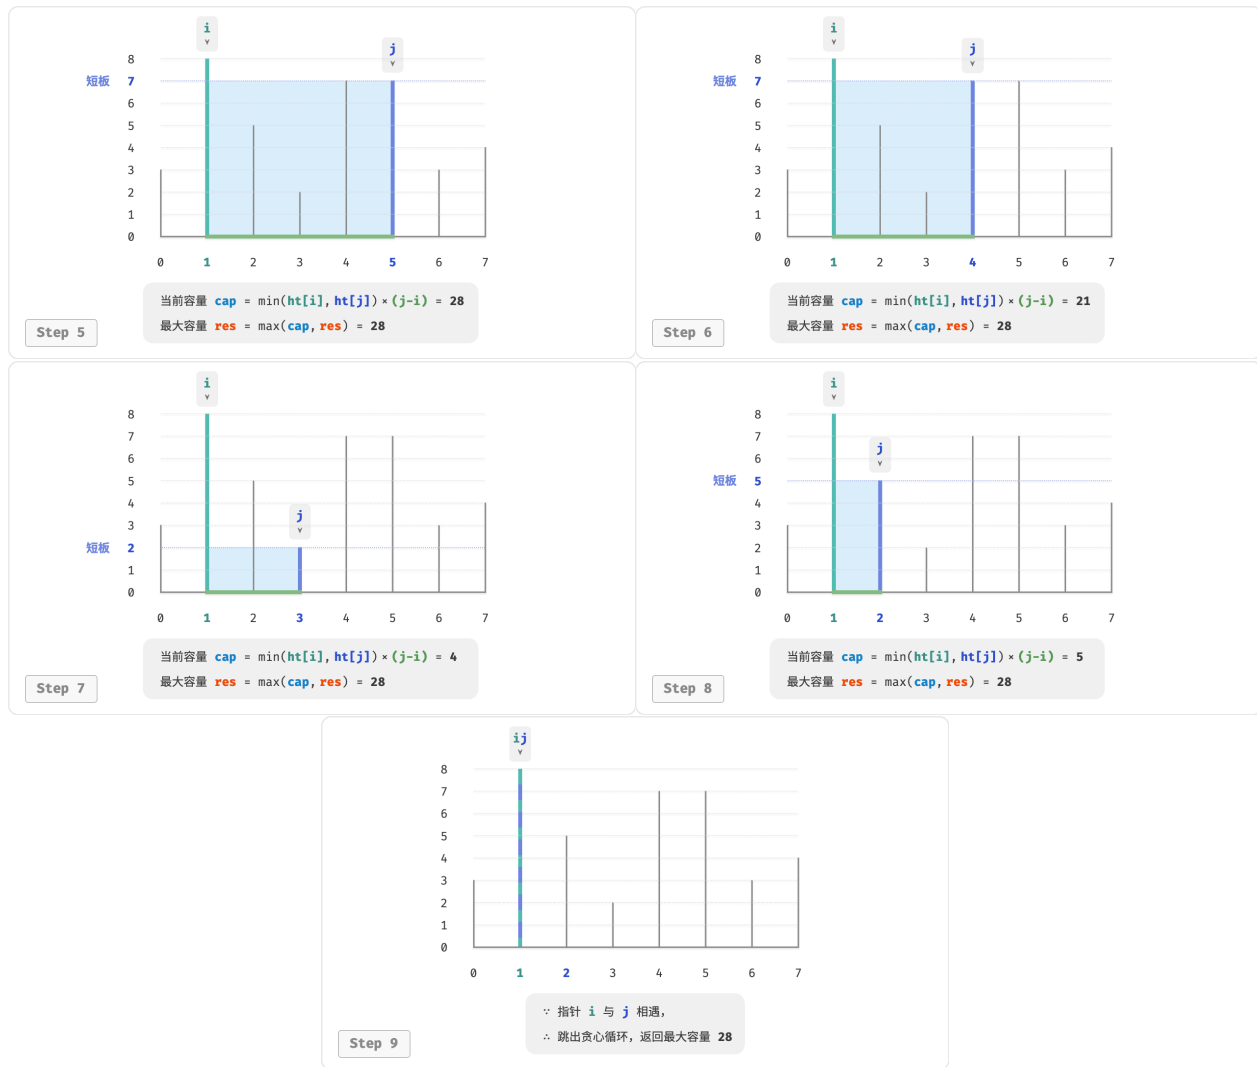 i
j
8
短板 7
6
5
4
3
2
1
0
0 1 2 3 4 5 6 7
当前容量 cap = min(ht[i], ht[j]) × (j-i) = 28
最大容量 res = max(cap, res) = 28
Step 5
i
j
8
短板 7
6
5
4
3
2
1
0
0 1 2 3 4 5 6 7
当前容量 cap = min(ht[i], ht[j]) × (j-i) = 21
最大容量 res = max(cap, res) = 28
Step 6
i
8
7
6
5
4
j
3
短板 2
1
0
0 1 2 3 4 5 6 7
当前容量 cap = min(ht[i], ht[j]) × (j-i) = 4
最大容量 res = max(cap, res) = 28
Step 7
i
8
7
j
6
短板 5
4
3
2
1
0
0 1 2 3 4 5 6 7
当前容量 cap = min(ht[i], ht[j]) × (j-i) = 5
最大容量 res = max(cap, res) = 28
Step 8
ij
8
7
6
5
4
3
2
1
0
0 1 2 3 4 5 6 7
∵ 指针 i 与 j 相遇，
∴ 跳出贪心循环，返回最大容量 28
Step 9